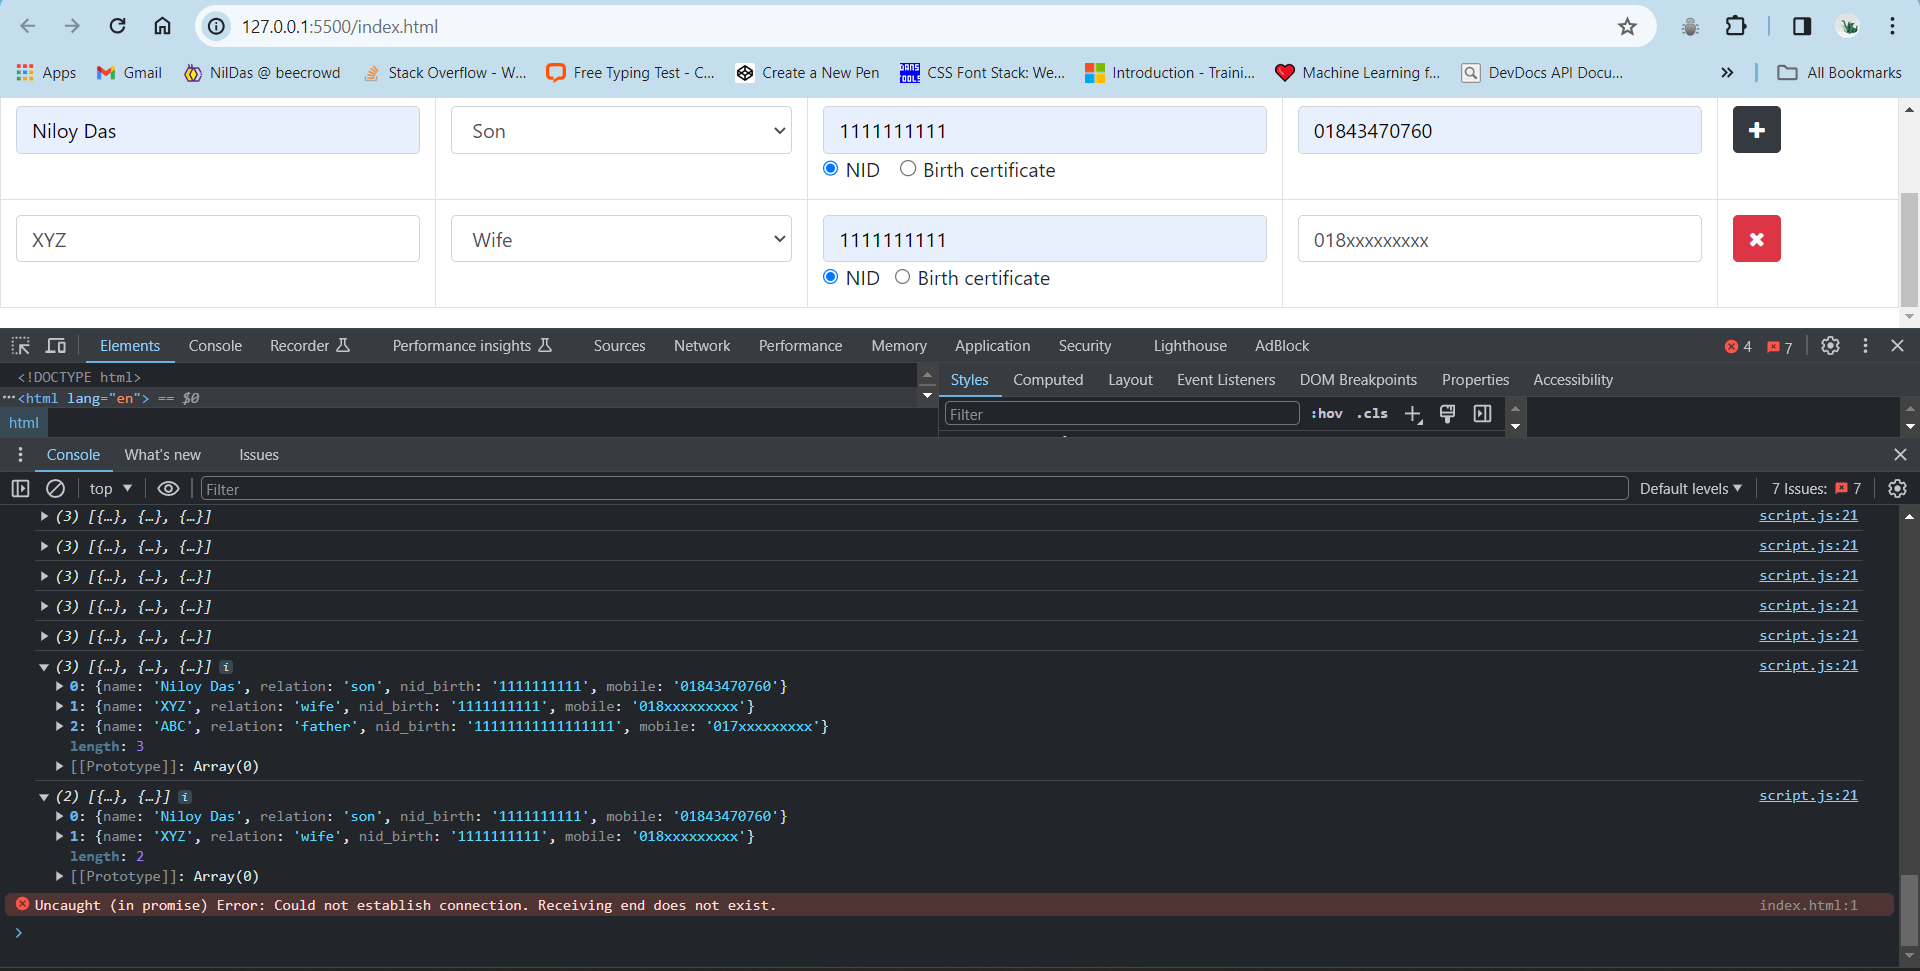 127.0.0.1:5500/index.html
Apps Gmail NilDas @ beecrowd Stack Overflow - W... Free Typing Test - C... Create a New Pen DANS TOOLS CSS Font Stack: We... Introduction - Traini... Machine Learning f... DevDocs API Docu... » All Bookmarks
Niloy Das Son 1111111111 01843470760
NID Birth certificate
XYZ Wife 1111111111 018xxxxxxxxx
NID Birth certificate
Elements Console Recorder Performance insights Sources Network Performance Memory Application Security Lighthouse AdBlock 4 7
<!DOCTYPE html>
···<html lang="en"> == $0
html
Styles Computed Layout Event Listeners DOM Breakpoints Properties Accessibility
Filter :hov .cls
Console What's new Issues
top Filter Default levels 7 Issues: 7
(3) [{…}, {…}, {…}] script.js:21
(3) [{…}, {…}, {…}] script.js:21
(3) [{…}, {…}, {…}] script.js:21
(3) [{…}, {…}, {…}] script.js:21
(3) [{…}, {…}, {…}] script.js:21
(3) [{…}, {…}, {…}] i script.js:21
0: {name: 'Niloy Das', relation: 'son', nid_birth: '1111111111', mobile: '01843470760'}
1: {name: 'XYZ', relation: 'wife', nid_birth: '1111111111', mobile: '018xxxxxxxxx'}
2: {name: 'ABC', relation: 'father', nid_birth: '11111111111111111', mobile: '017xxxxxxxxx'}
length: 3
[[Prototype]]: Array(0)
(2) [{…}, {…}] i script.js:21
0: {name: 'Niloy Das', relation: 'son', nid_birth: '1111111111', mobile: '01843470760'}
1: {name: 'XYZ', relation: 'wife', nid_birth: '1111111111', mobile: '018xxxxxxxxx'}
length: 2
[[Prototype]]: Array(0)
Uncaught (in promise) Error: Could not establish connection. Receiving end does not exist. index.html:1